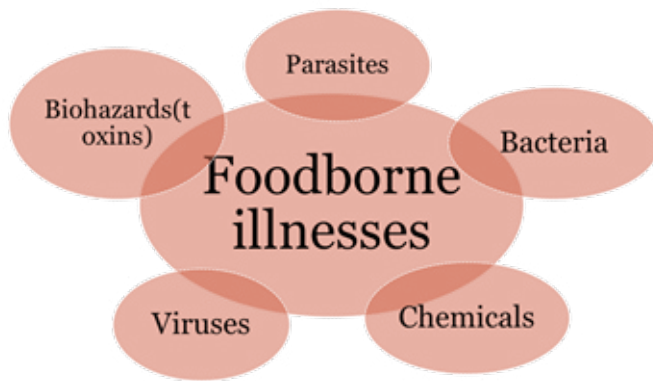 Parasites
Biohazards(t
oxins)
Bacteria
Foodborne
illnesses
Viruses
Chemicals